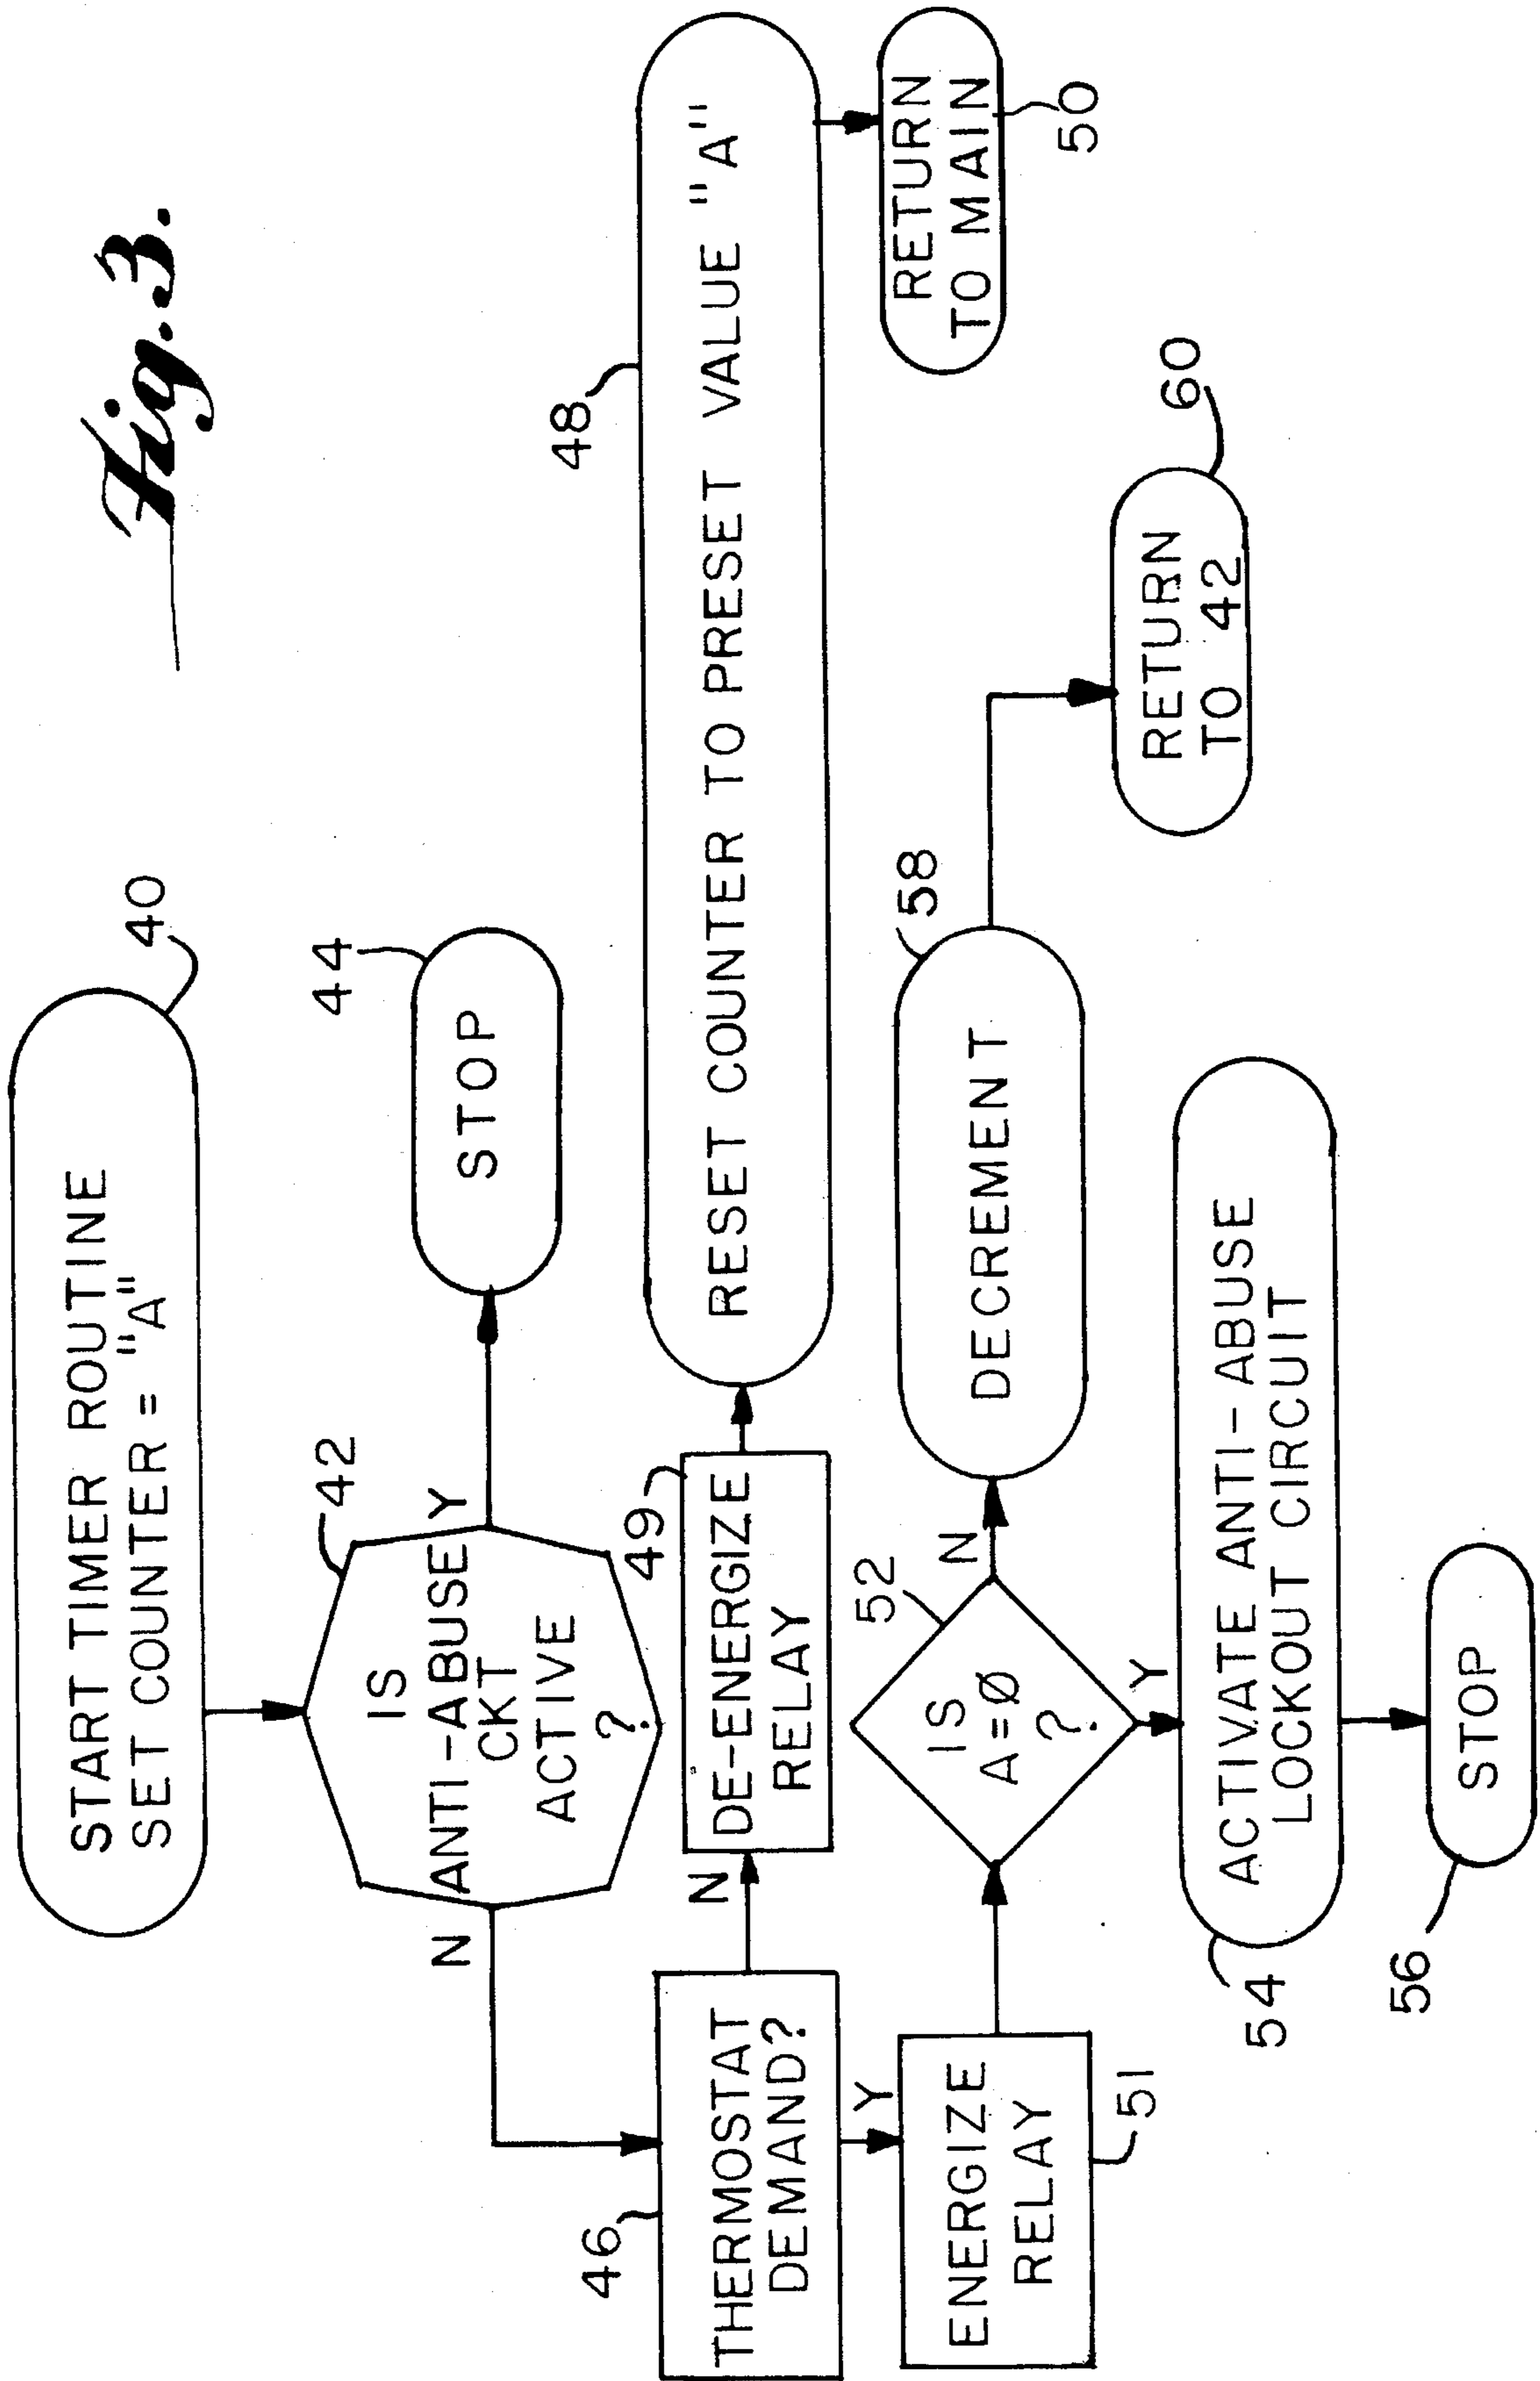 Fig. 3.
START TIMER ROUTINE
SET COUNTER = "A"
40
IS
ANTI-ABUSE
CKT
ACTIVE
?
42
Y
N
STOP
44
THERMOSTAT
DEMAND?
46
N
Y
DE-ENERGIZE
RELAY
49
RESET COUNTER TO PRESET VALUE "A"
48
RETURN
TO MAIN
50
ENERGIZE
RELAY
51
IS
A=Ø
?
52
N
Y
DECREMENT
58
RETURN
TO 42
60
ACTIVATE ANTI-ABUSE
LOCKOUT CIRCUIT
54
STOP
56